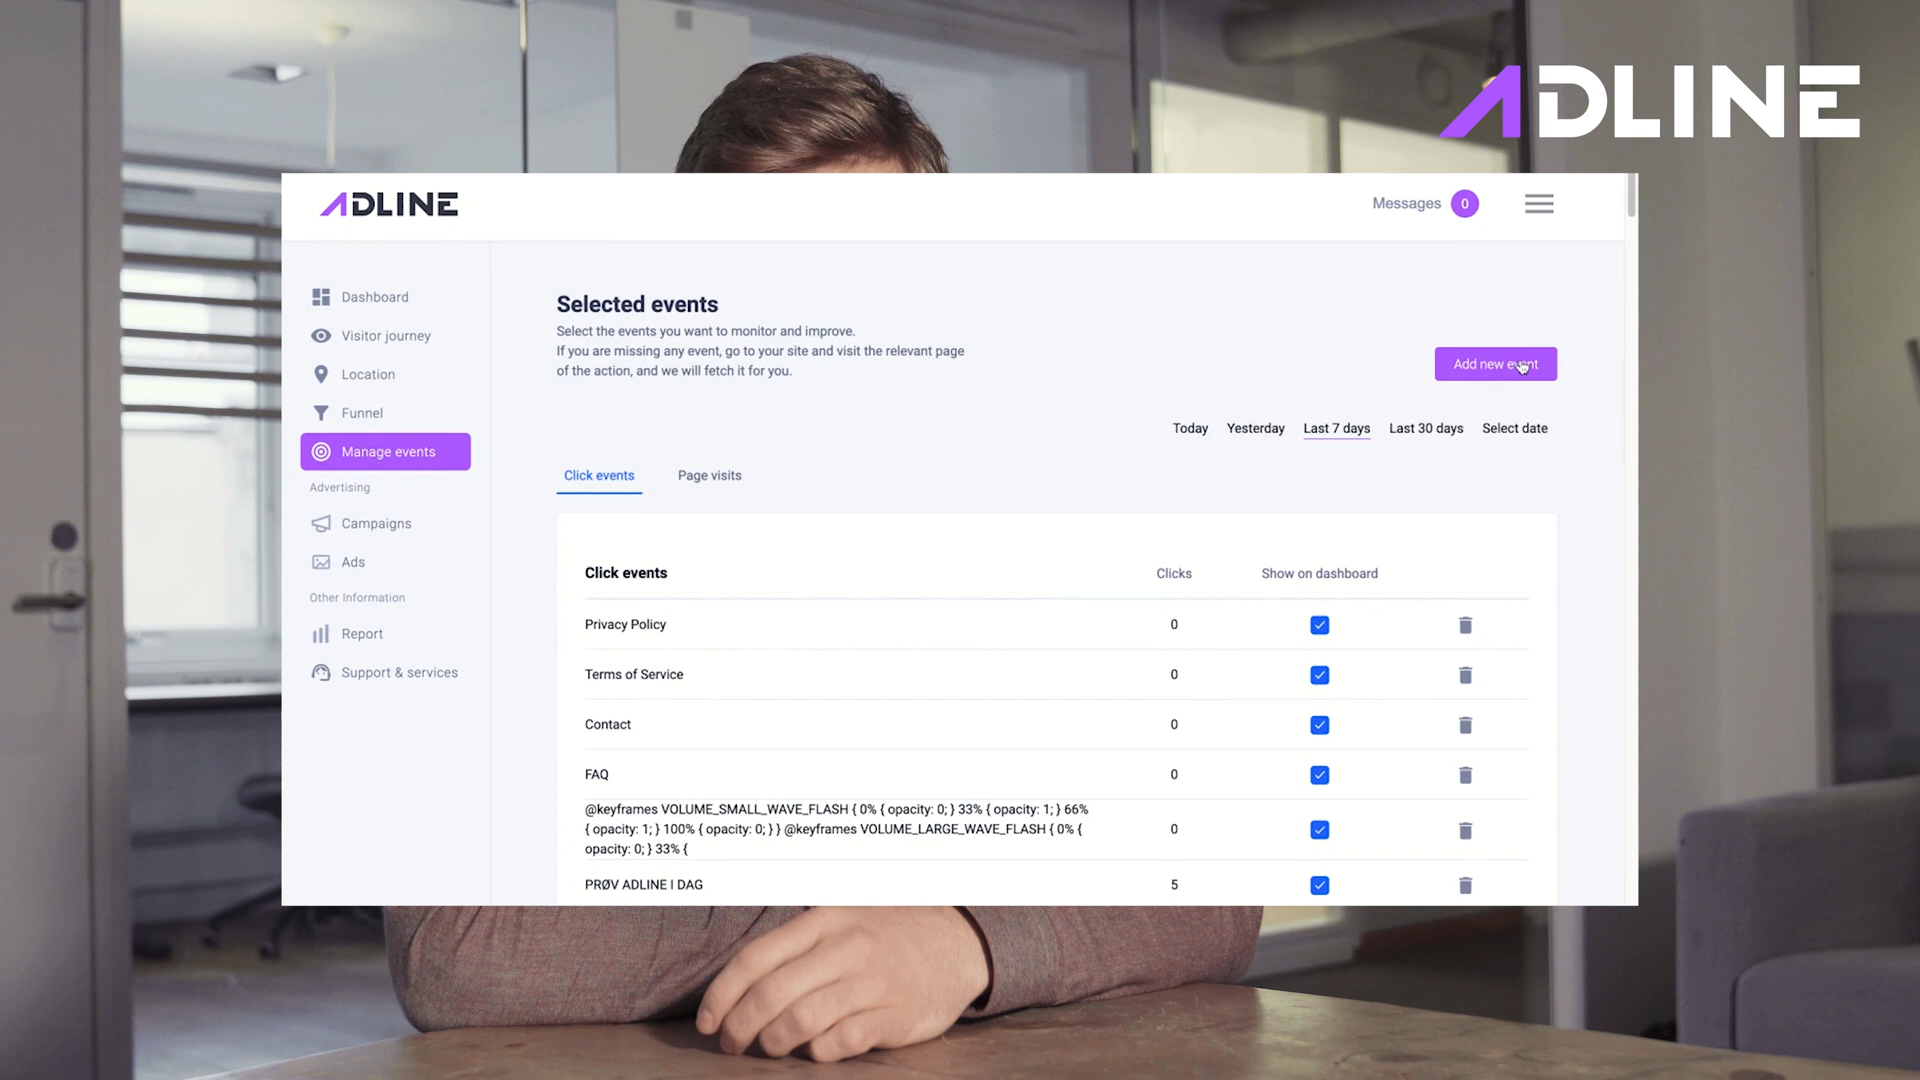 ADLINE
ADLINE
Messages 0
Dashboard
Visitor journey
Location
Funnel
Manage events
Advertising
Campaigns
Ads
Other Information
Report
Support & services
Selected events
Select the events you want to monitor and improve.
If you are missing any event, go to your site and visit the relevant page
of the action, and we will fetch it for you.
Add new event
Today Yesterday Last 7 days Last 30 days Select date
Click events Page visits
Click events Clicks Show on dashboard
Privacy Policy 0
Terms of Service 0
Contact 0
FAQ 0
@keyframes VOLUME_SMALL_WAVE_FLASH { 0% { opacity: 0; } 33% { opacity: 1; } 66%
{ opacity: 1; } 100% { opacity: 0; } } @keyframes VOLUME_LARGE_WAVE_FLASH { 0% {
opacity: 0; } 33% {
0
PRØV ADLINE I DAG 5